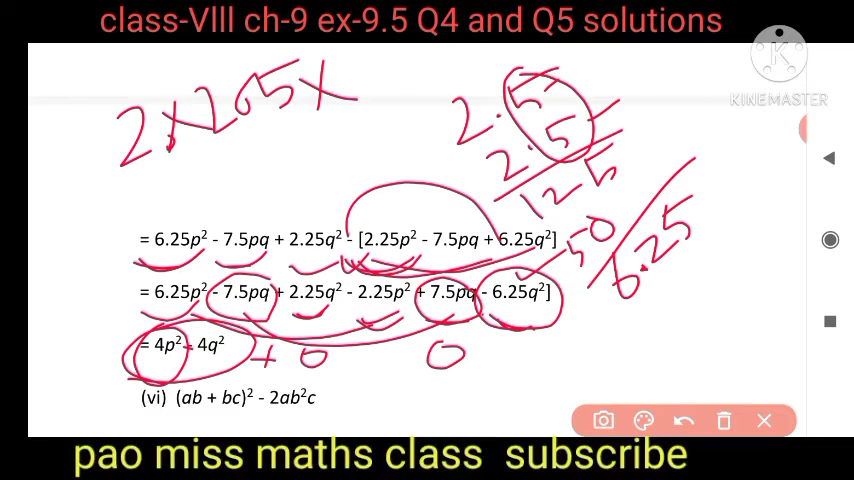 class-VIII ch-9 ex-9.5 Q4 and Q5 solutions
KINEMASTER
2.5
2.5
125
50
6.25
= 6.25p² - 7.5pq + 2.25q² - [2.25p² - 7.5pq + 6.25q²]
= 6.25p² - 7.5pq + 2.25q² - 2.25p² + 7.5pq - 6.25q²]
= 4p² - 4q² + 0 0
(vi) (ab + bc)² - 2ab²c
pao miss maths class subscribe